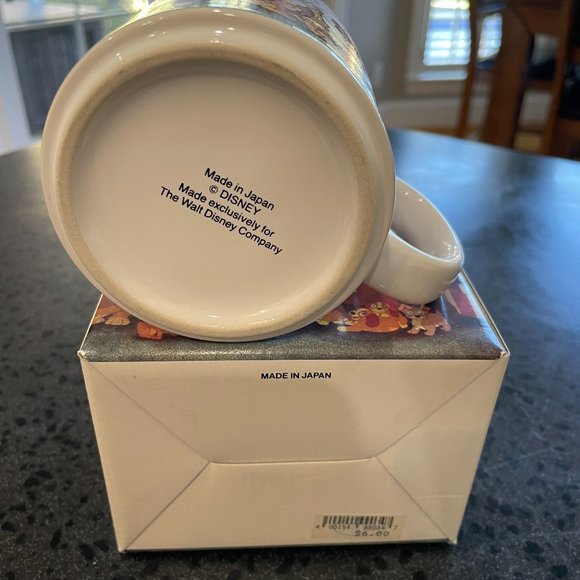 Made in Japan
© DISNEY
Made exclusively for
The Walt Disney Company
MADE IN JAPAN
$6.00